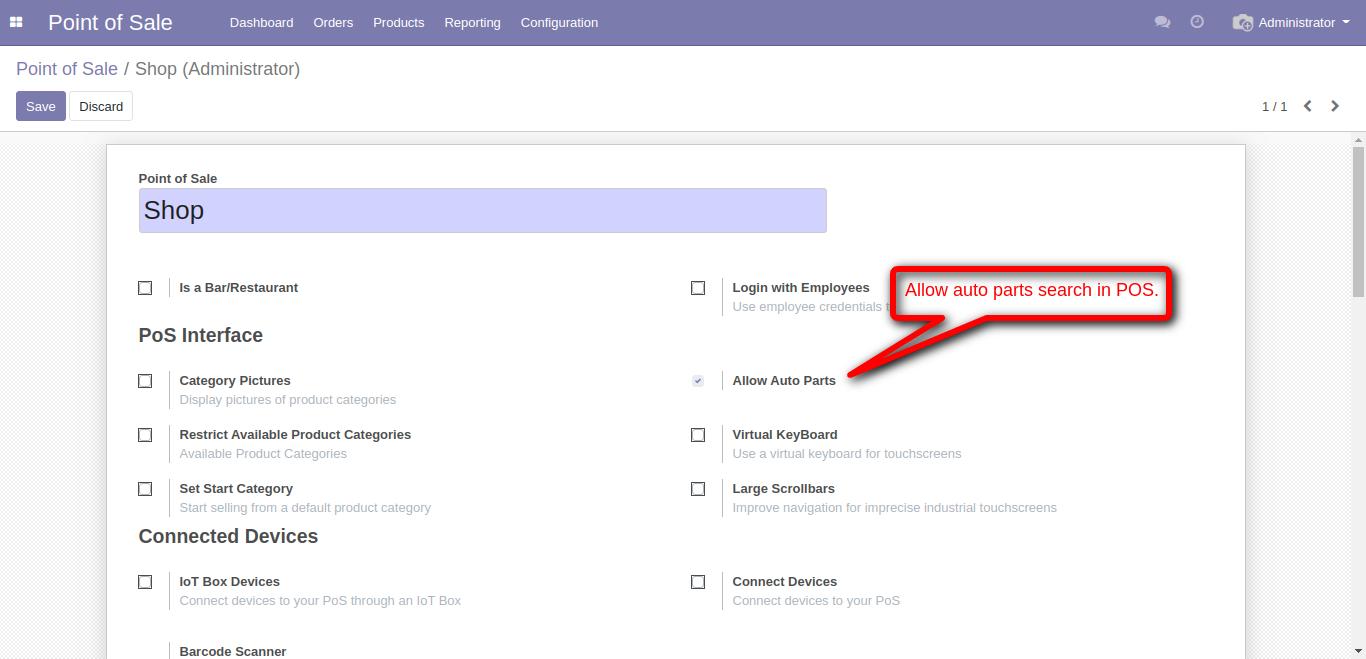 Point of Sale Dashboard Orders Products Reporting Configuration Administrator
Point of Sale / Shop (Administrator)
Save Discard 1 / 1
Point of Sale
Shop
Is a Bar/Restaurant
Login with Employees
Use employee credentials
Allow auto parts search in POS.
PoS Interface
Category Pictures
Display pictures of product categories
Allow Auto Parts
Restrict Available Product Categories
Available Product Categories
Virtual KeyBoard
Use a virtual keyboard for touchscreens
Set Start Category
Start selling from a default product category
Large Scrollbars
Improve navigation for imprecise industrial touchscreens
Connected Devices
IoT Box Devices
Connect devices to your PoS through an IoT Box
Connect Devices
Connect devices to your PoS
Barcode Scanner